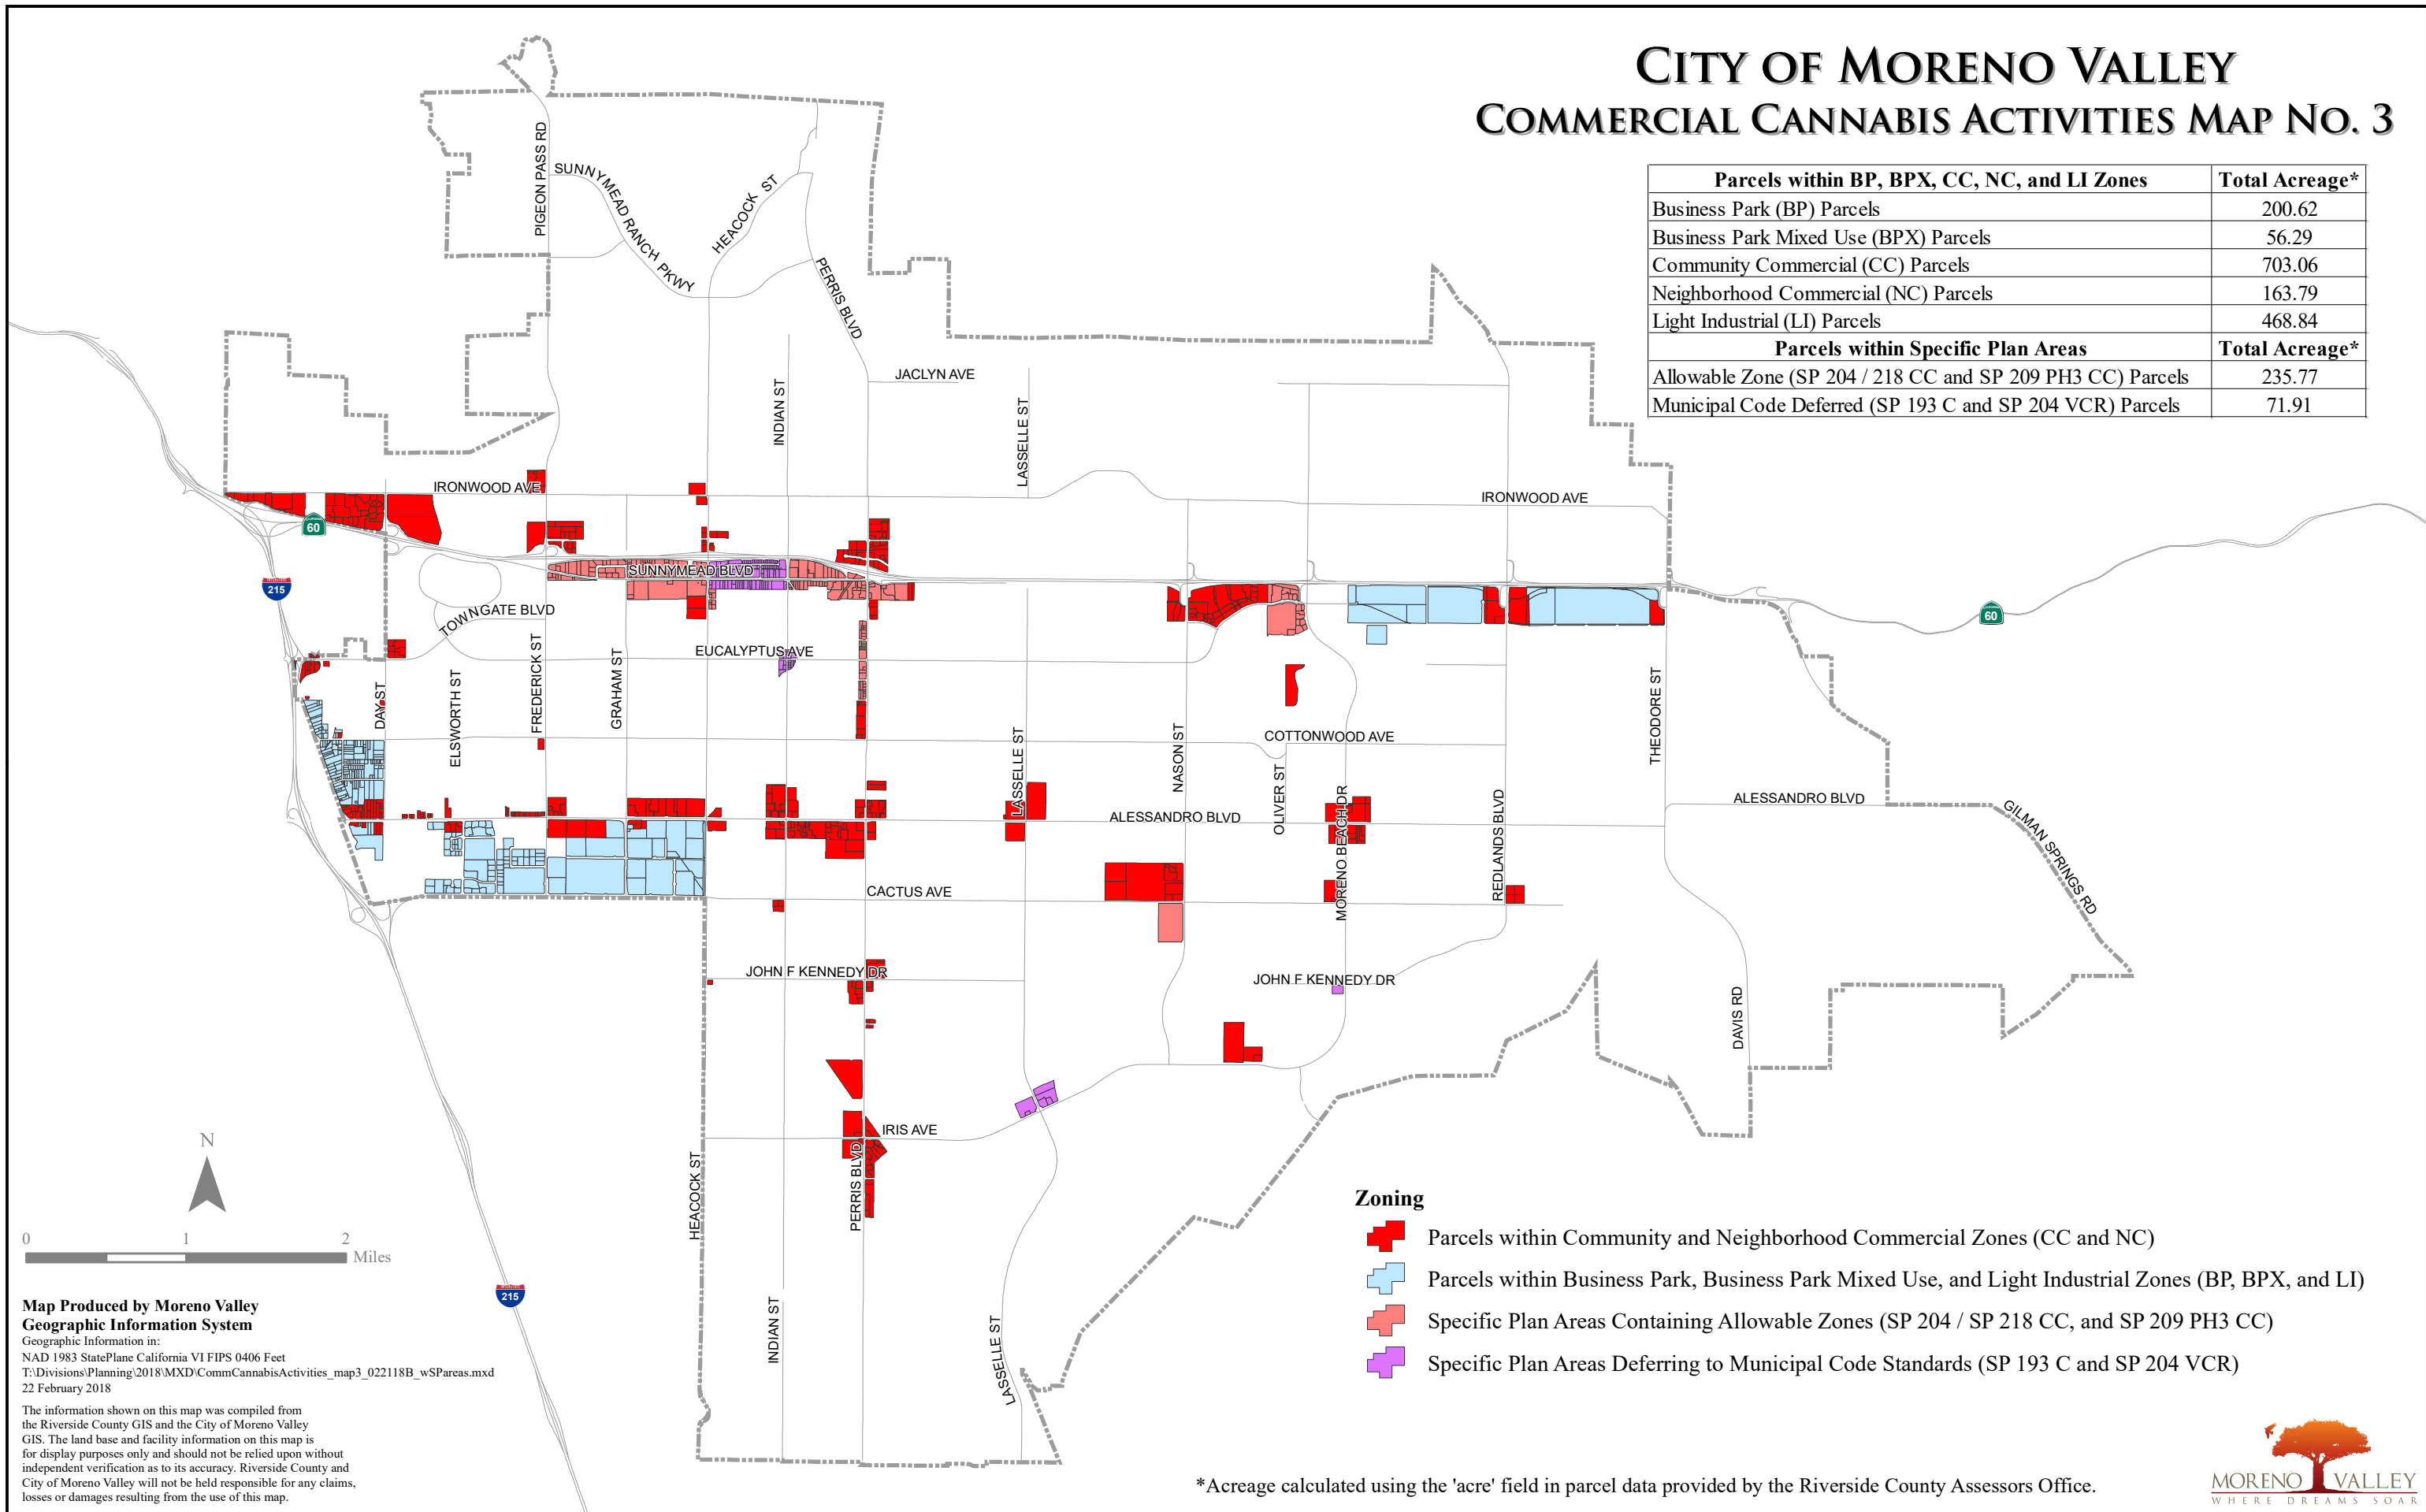 CITY OF MORENO VALLEY
COMMERCIAL CANNABIS ACTIVITIES MAP NO. 3
Parcels within BP, BPX, CC, NC, and LI Zones Total Acreage*
Business Park (BP) Parcels 200.62
Business Park Mixed Use (BPX) Parcels 56.29
Community Commercial (CC) Parcels 703.06
Neighborhood Commercial (NC) Parcels 163.79
Light Industrial (LI) Parcels 468.84
Parcels within Specific Plan Areas Total Acreage*
Allowable Zone (SP 204 / 218 CC and SP 209 PH3 CC) Parcels 235.77
Municipal Code Deferred (SP 193 C and SP 204 VCR) Parcels 71.91
PIGEON PASS RD
SUNNYMEAD RANCH PKWY
HEACOCK ST
PERRIS BLVD
JACLYN AVE
INDIAN ST
LASSELLE ST
IRONWOOD AVE
IRONWOOD AVE
60
SUNNYMEAD BLVD
215
60
TOWNGATE BLVD
EUCALYPTUS AVE
DAY ST
ELSWORTH ST
FREDERICK ST
GRAHAM ST
LASSELLE ST
NASON ST
COTTONWOOD AVE
OLIVER ST
MORENO BEACH DR
REDLANDS BLVD
THEODORE ST
ALESSANDRO BLVD
ALESSANDRO BLVD
GILMAN SPRINGS RD
CACTUS AVE
JOHN F KENNEDY DR
JOHN F KENNEDY DR
DAVIS RD
IRIS AVE
HEACOCK ST
PERRIS BLVD
INDIAN ST
LASSELLE ST
215
N
0 1 2
Miles
Map Produced by Moreno Valley
Geographic Information System
Geographic Information in:
NAD 1983 StatePlane California VI FIPS 0406 Feet
T:\Divisions\Planning\2018\MXD\CommCannabisActivities_map3_022118B_wSPareas.mxd
22 February 2018
The information shown on this map was compiled from
the Riverside County GIS and the City of Moreno Valley
GIS. The land base and facility information on this map is
for display purposes only and should not be relied upon without
independent verification as to its accuracy. Riverside County and
City of Moreno Valley will not be held responsible for any claims,
losses or damages resulting from the use of this map.
Zoning
Parcels within Community and Neighborhood Commercial Zones (CC and NC)
Parcels within Business Park, Business Park Mixed Use, and Light Industrial Zones (BP, BPX, and LI)
Specific Plan Areas Containing Allowable Zones (SP 204 / SP 218 CC, and SP 209 PH3 CC)
Specific Plan Areas Deferring to Municipal Code Standards (SP 193 C and SP 204 VCR)
*Acreage calculated using the 'acre' field in parcel data provided by the Riverside County Assessors Office.
MORENO VALLEY
WHERE DREAMS SOAR